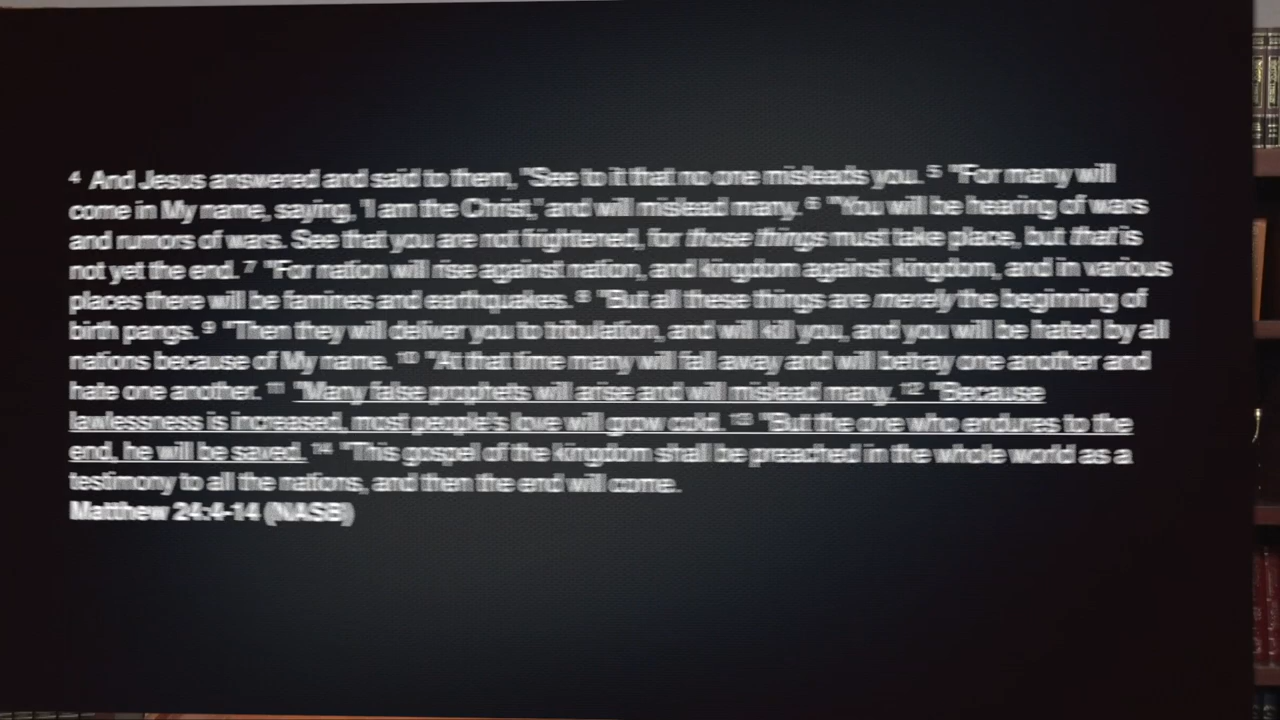 ⁴ And Jesus answered and said to them, "See to it that no one misleads you. ⁵ "For many will
come in My name, saying, 'I am the Christ,' and will mislead many. ⁶ "You will be hearing of wars
and rumors of wars. See that you are not frightened, for those things must take place, but that is
not yet the end. ⁷ "For nation will rise against nation, and kingdom against kingdom, and in various
places there will be famines and earthquakes. ⁸ "But all these things are merely the beginning of
birth pangs. ⁹ "Then they will deliver you to tribulation, and will kill you, and you will be hated by all
nations because of My name. ¹⁰ "At that time many will fall away and will betray one another and
hate one another. ¹¹ "Many false prophets will arise and will mislead many. ¹² "Because
lawlessness is increased, most people's love will grow cold. ¹³ "But the one who endures to the
end, he will be saved. ¹⁴ "This gospel of the kingdom shall be preached in the whole world as a
testimony to all the nations, and then the end will come.
Matthew 24:4-14 (NASB)